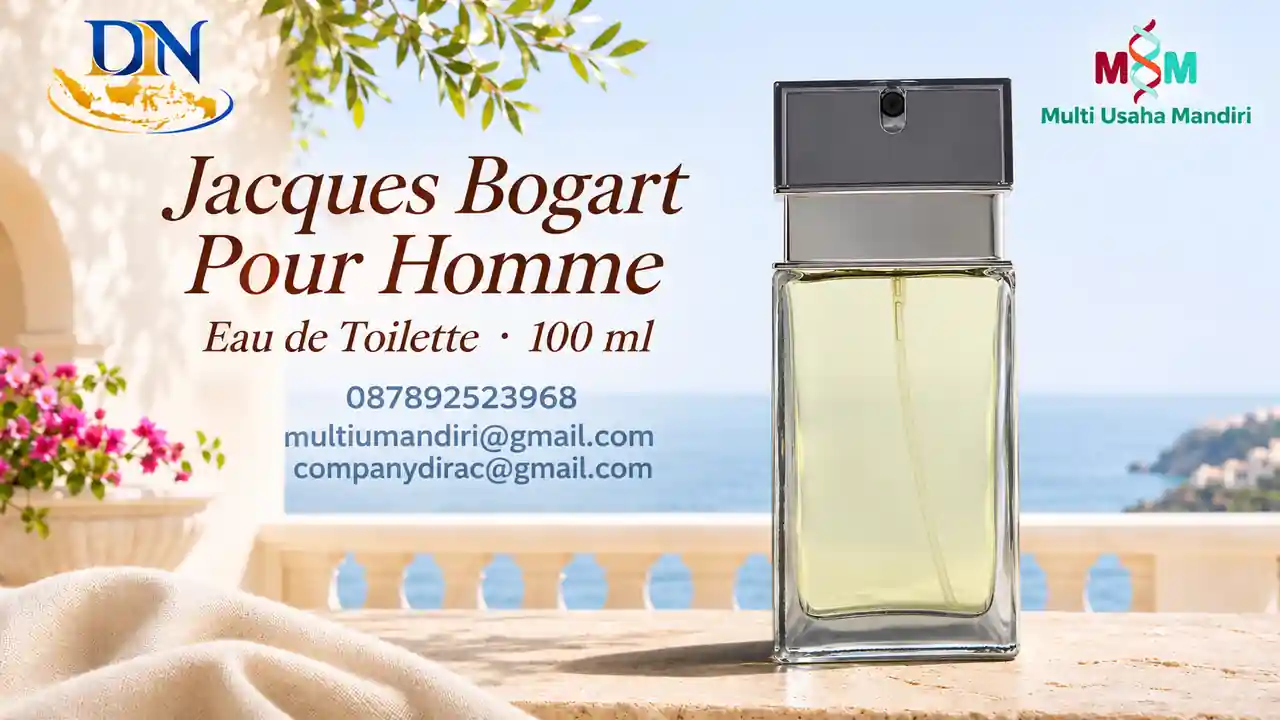 DN
M M
Multi Usaha Mandiri
Jacques Bogart
Pour Homme
Eau de Toilette · 100 ml
087892523968
multiumandiri@gmail.com
companydirac@gmail.com